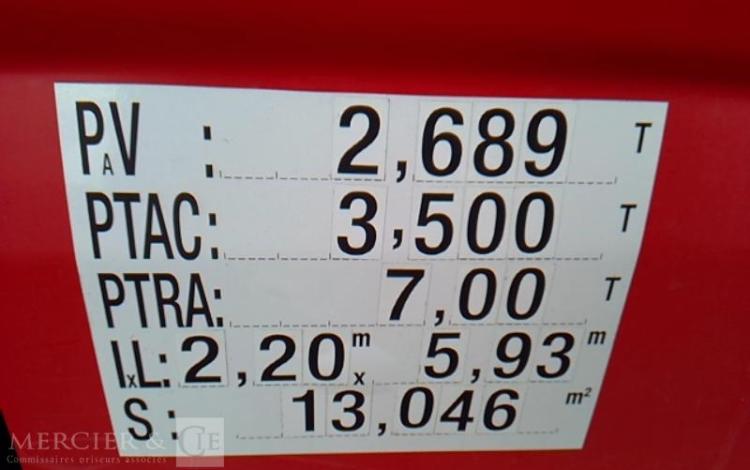 PAV : 2,689 T
PTAC: 3,500 T
PTRA: 7,00 T
lxL: 2,20 m x 5,93 m
S : 13,046 m²
MERCIER & CIE
Commissaires priseurs associés